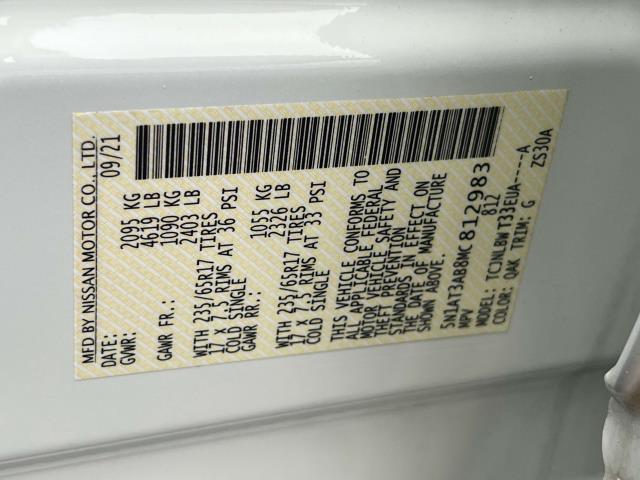 MFD BY NISSAN MOTOR CO., LTD.
DATE: 09/21
GVWR: 2095 KG
4619 LB
GAWR FR.: 1090 KG
2403 LB
WITH 235/65R17 TIRES
17 X 7.5 RIMS AT 36 PSI
COLD SINGLE
GAWR RR.: 1055 KG
2326 LB
WITH 235/65R17 TIRES
17 X 7.5 RIMS AT 33 PSI
COLD SINGLE
THIS VEHICLE CONFORMS TO
ALL APPLICABLE FEDERAL
MOTOR VEHICLE SAFETY AND
THEFT PREVENTION
STANDARDS IN EFFECT ON
THE DATE OF MANUFACTURE
SHOWN ABOVE.
5N1AT3AB8MC812983
MPV 812
MODEL: TCJNLBWT33EUA----A
COLOR: QAK TRIM: G ZS30A